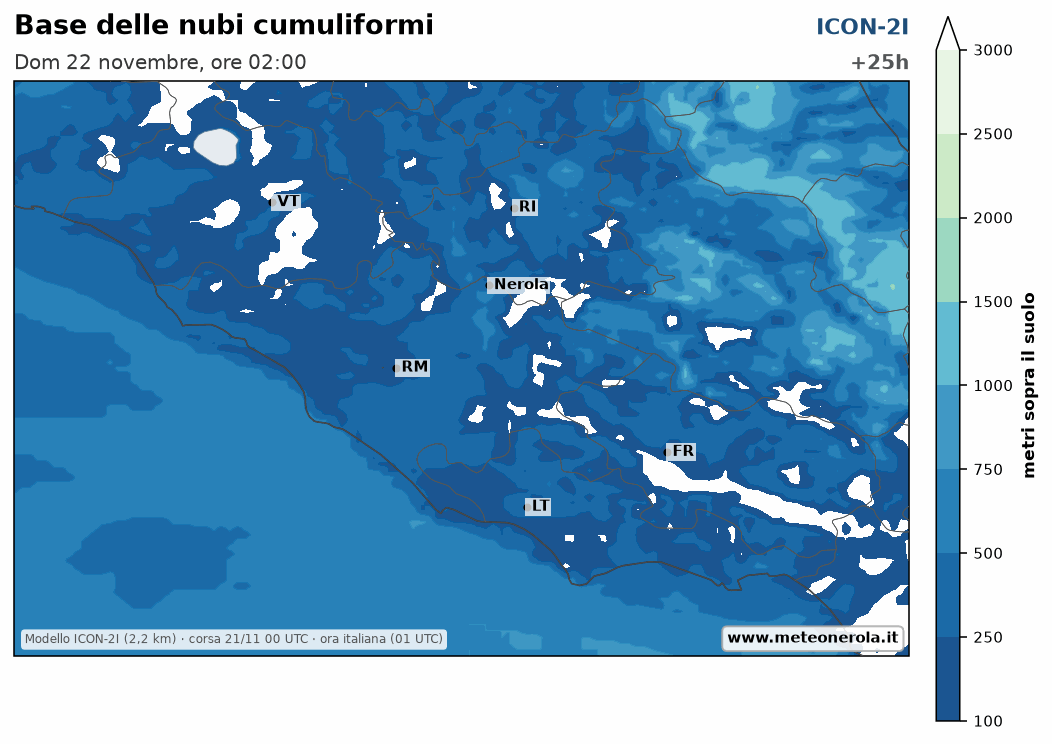 Base delle nubi cumuliformi
ICON-2I
Dom 22 novembre, ore 02:00
+25h
3000
2500
2000
1500
1000
750
500
250
100
metri sopra il suolo
VT
RI
Nerola
RM
FR
LT
Modello ICON-2I (2,2 km) · corsa 21/11 00 UTC · ora italiana (01 UTC)
www.meteonerola.it